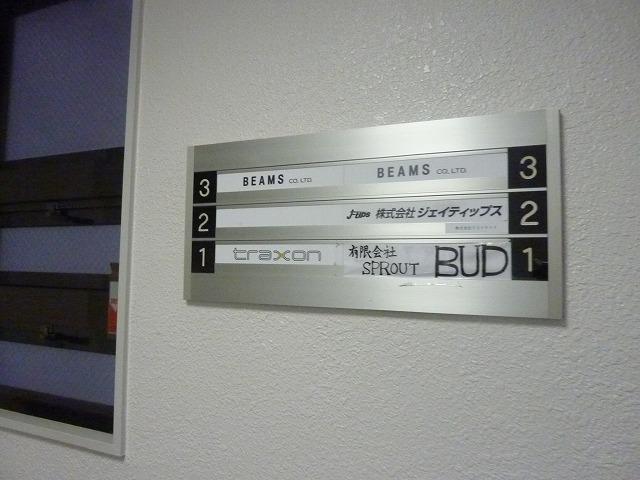 3 BEAMS CO., LTD. BEAMS CO., LTD. 3
2 J-TIPS 株式会社 ジェイティップス 2
1 traxon 有限会社 SPROUT BUD 1